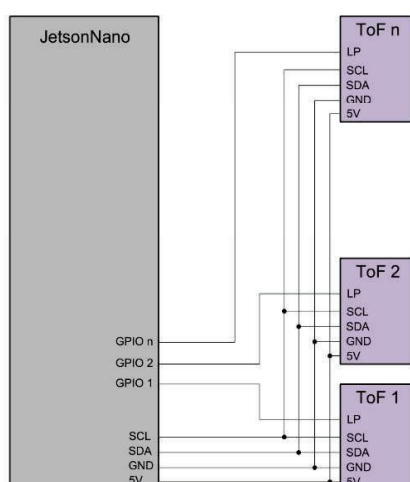 JetsonNano
GPIO n
GPIO 2
GPIO 1
SCL
SDA
GND
5V
ToF n
LP
SCL
SDA
GND
5V
ToF 2
LP
SCL
SDA
GND
5V
ToF 1
LP
SCL
SDA
GND
5V